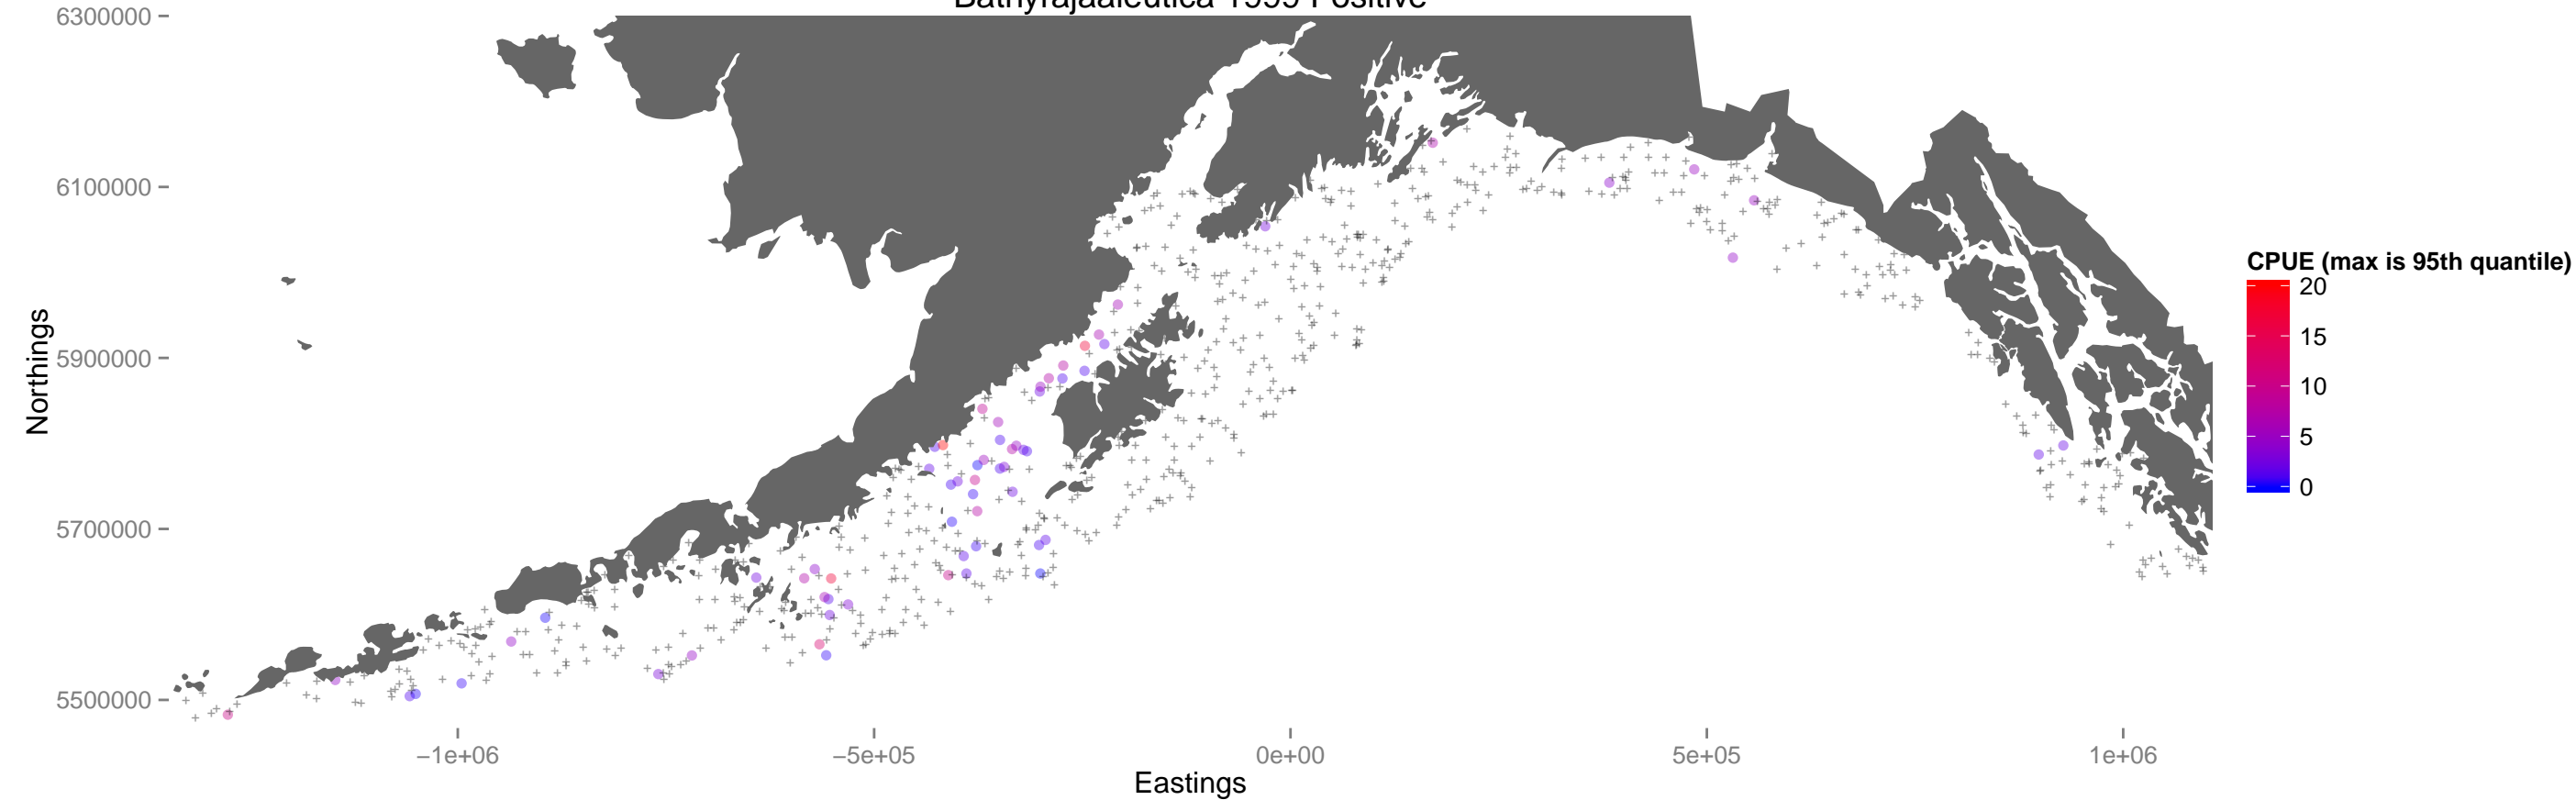 Bathyrajaaleutica 1999 Positive
6300000
6100000
5900000
5700000
5500000
Northings
−1e+06
−5e+05
0e+00
5e+05
1e+06
Eastings
CPUE (max is 95th quantile)
20
15
10
5
0